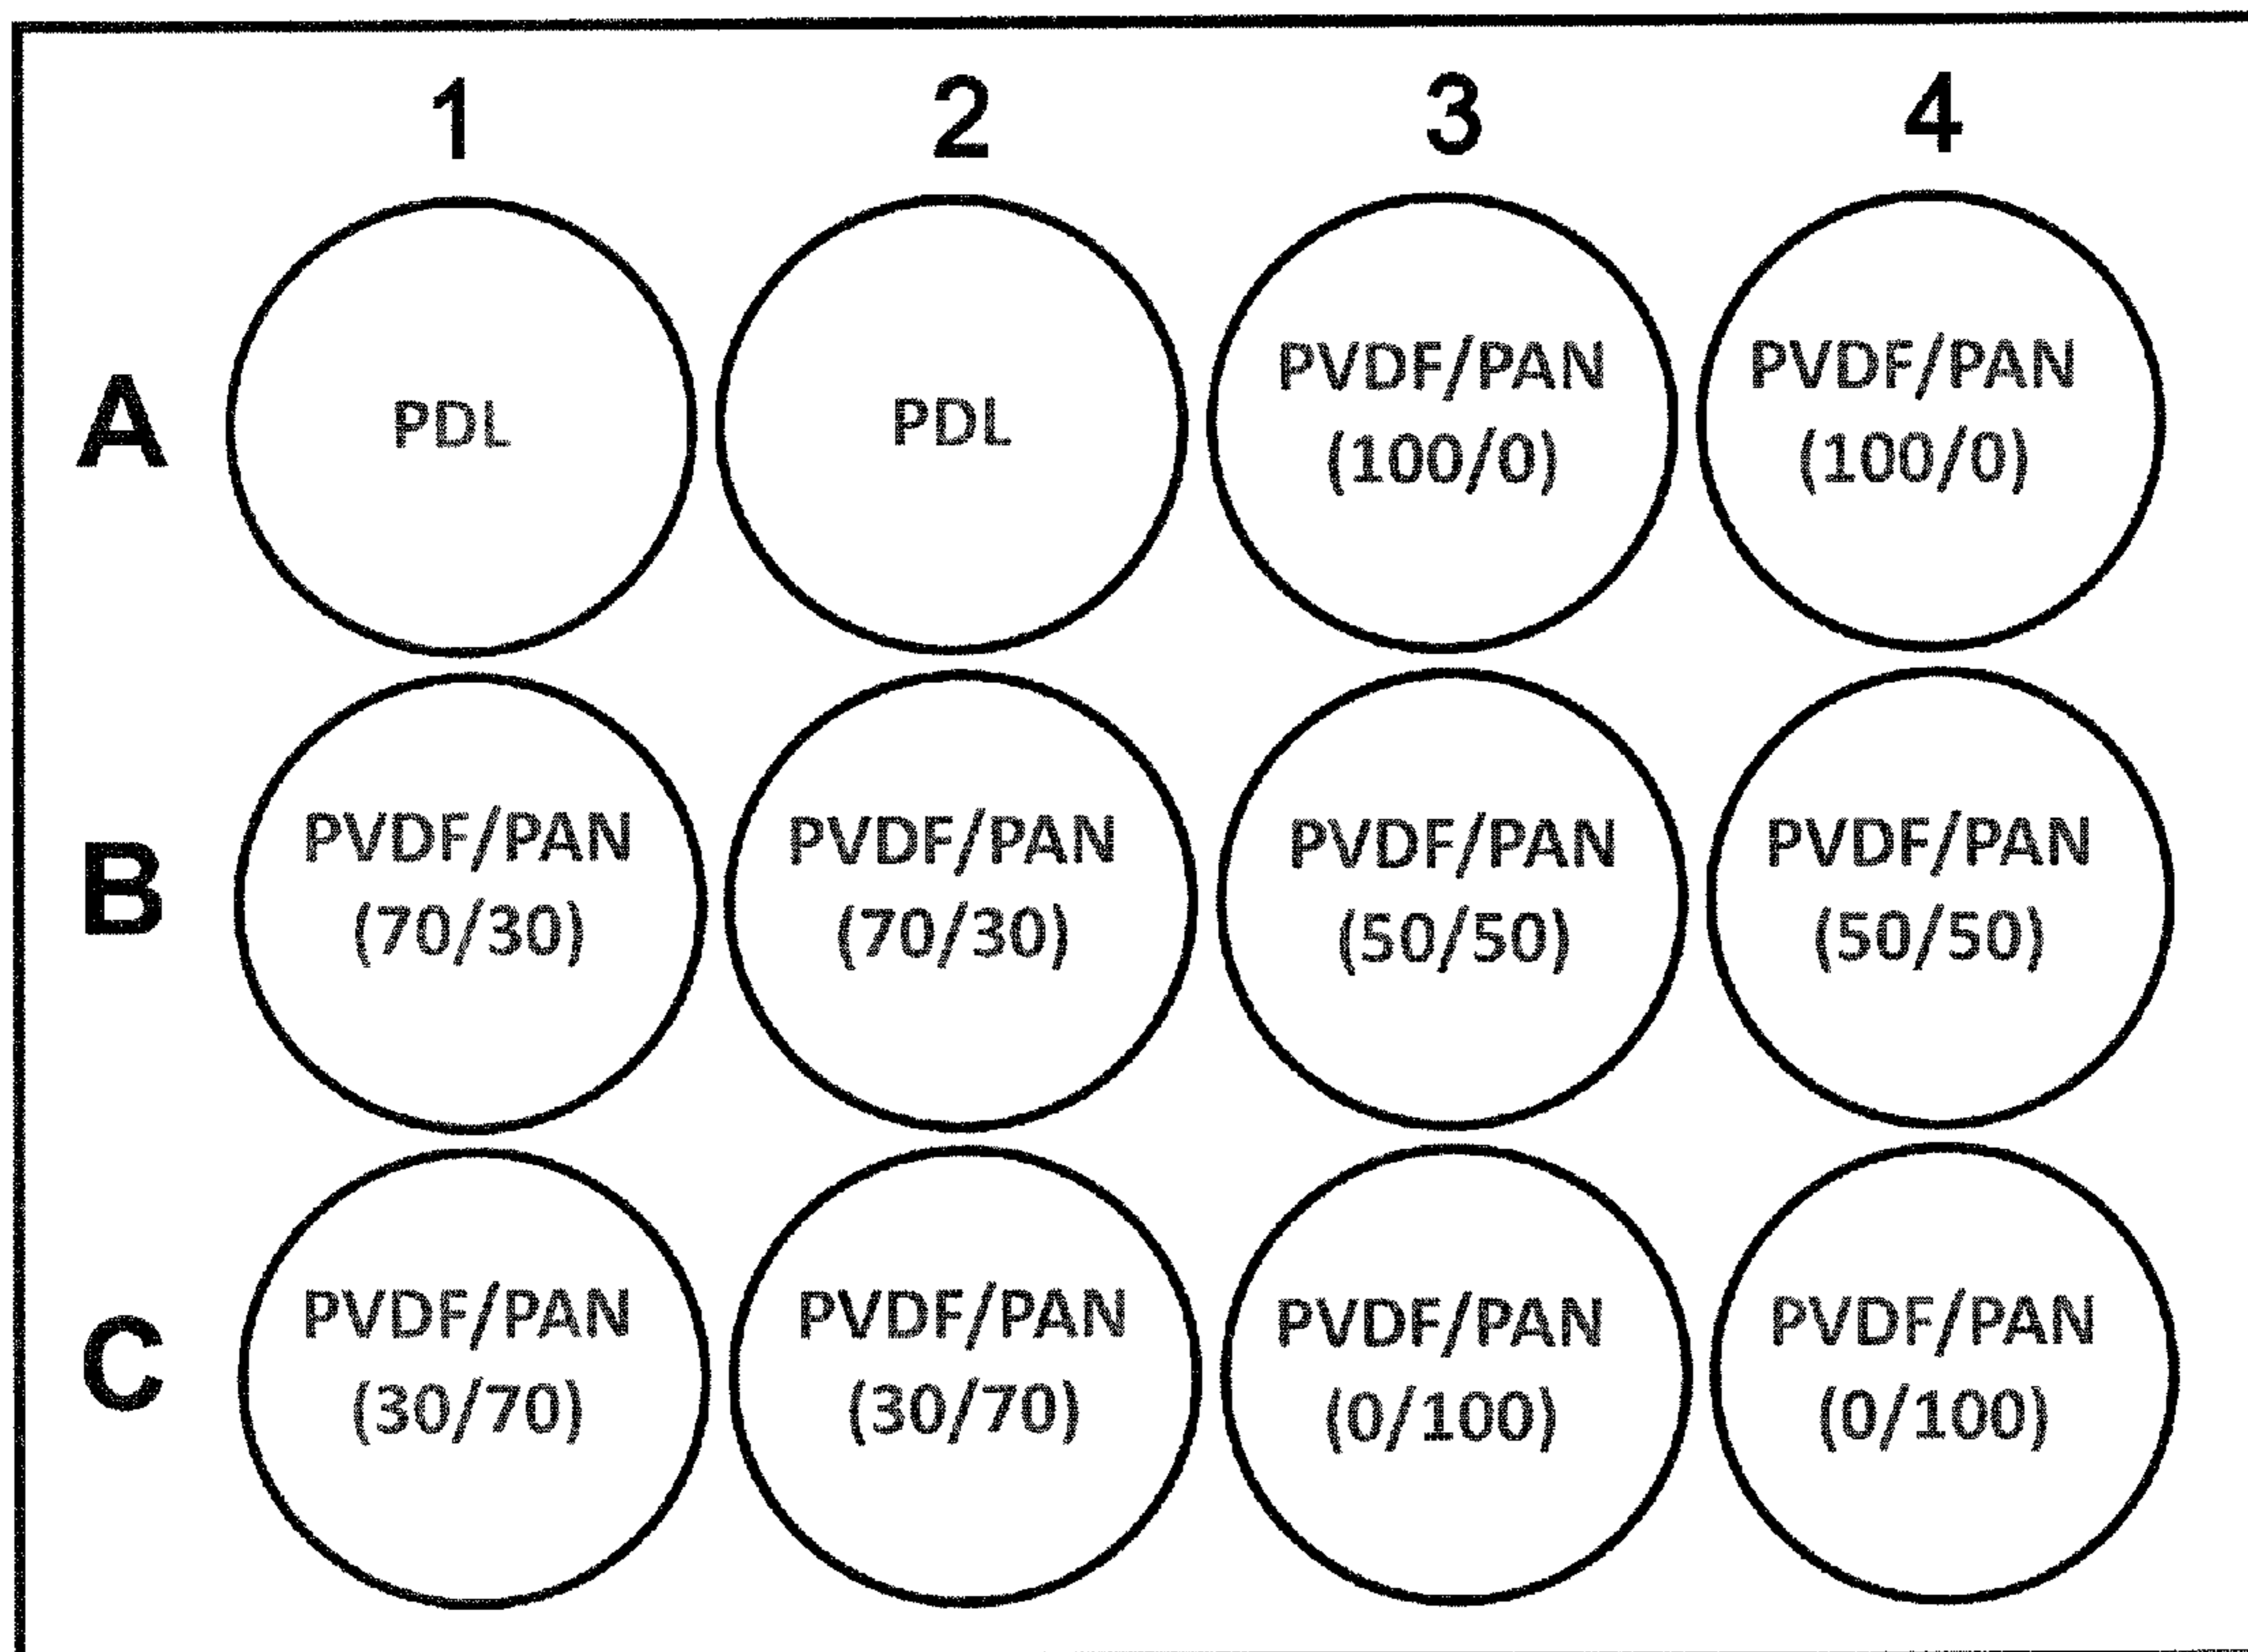 1 2 3 4
A PDL PDL PVDF/PAN (100/0) PVDF/PAN (100/0)
B PVDF/PAN (70/30) PVDF/PAN (70/30) PVDF/PAN (50/50) PVDF/PAN (50/50)
C PVDF/PAN (30/70) PVDF/PAN (30/70) PVDF/PAN (0/100) PVDF/PAN (0/100)